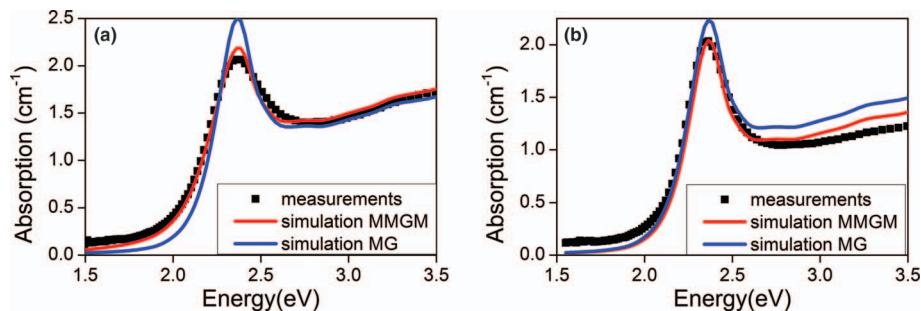 (a)
Absorption (cm⁻¹)
2.5
2.0
1.5
1.0
0.5
0.0
measurements
simulation MMGM
simulation MG
1.5 2.0 2.5 3.0 3.5
Energy(eV)
(b)
Absorption (cm⁻¹)
2.0
1.5
1.0
0.5
0.0
measurements
simulation MMGM
simulation MG
1.5 2.0 2.5 3.0 3.5
Energy(eV)